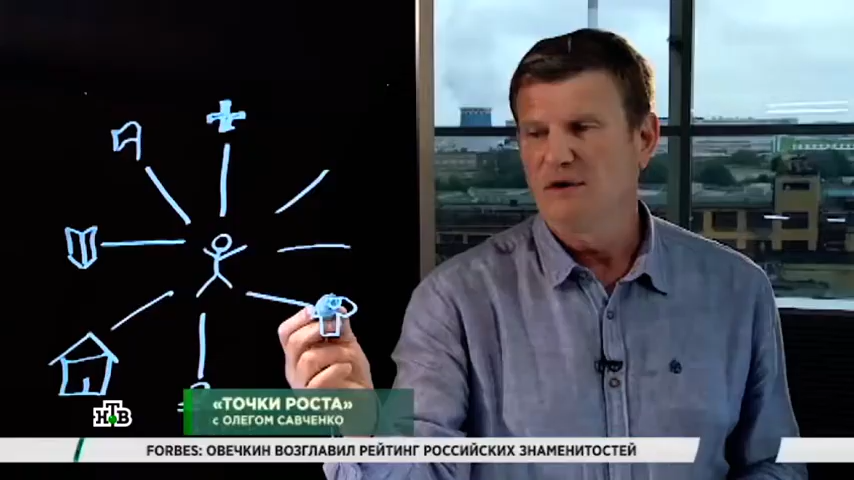 «ТОЧКИ РОСТА»
С ОЛЕГОМ САВЧЕНКО
НТВ
FORBES: ОВЕЧКИН ВОЗГЛАВИЛ РЕЙТИНГ РОССИЙСКИХ ЗНАМЕНИТОСТЕЙ